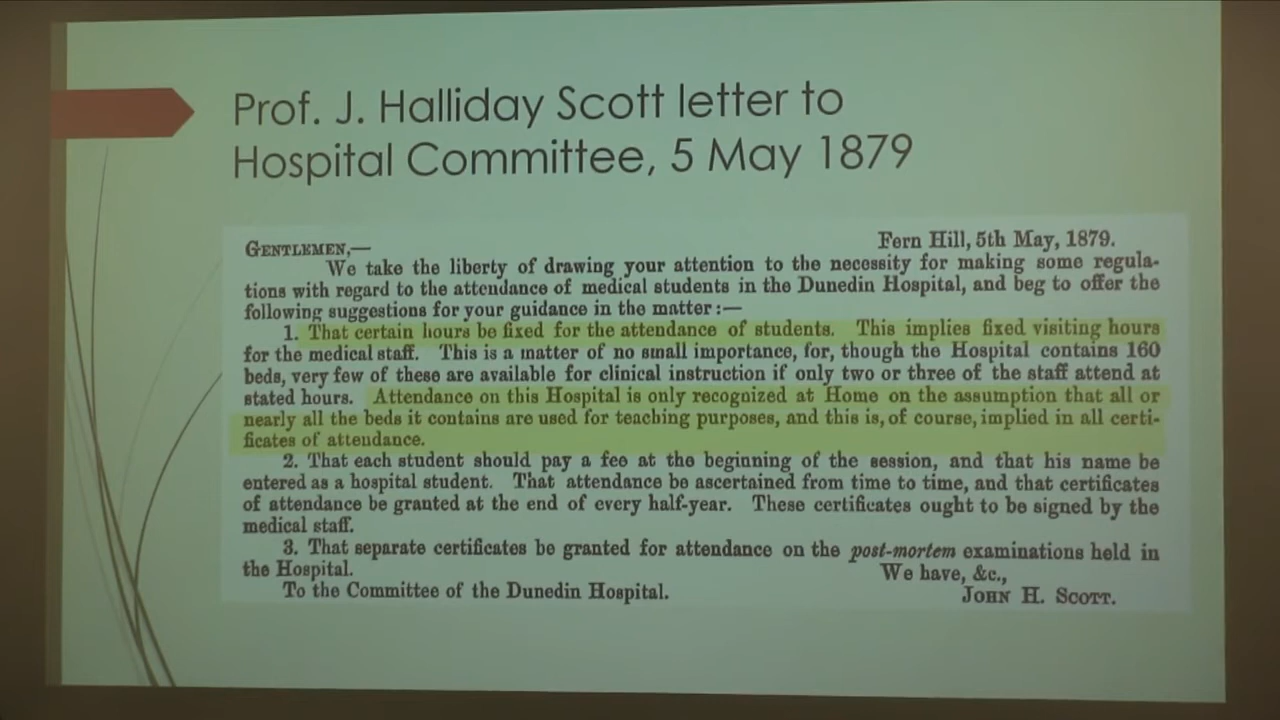 Prof. J. Halliday Scott letter to
Hospital Committee, 5 May 1879
Fern Hill, 5th May, 1879.
GENTLEMEN,—
We take the liberty of drawing your attention to the necessity for making some regula-
tions with regard to the attendance of medical students in the Dunedin Hospital, and beg to offer the
following suggestions for your guidance in the matter:—
1. That certain hours be fixed for the attendance of students. This implies fixed visiting hours
for the medical staff. This is a matter of no small importance, for, though the Hospital contains 160
beds, very few of these are available for clinical instruction if only two or three of the staff attend at
stated hours. Attendance on this Hospital is only recognized at Home on the assumption that all or
nearly all the beds it contains are used for teaching purposes, and this is, of course, implied in all certi-
ficates of attendance.
2. That each student should pay a fee at the beginning of the session, and that his name be
entered as a hospital student. That attendance be ascertained from time to time, and that certificates
of attendance be granted at the end of every half-year. These certificates ought to be signed by the
medical staff.
3. That separate certificates be granted for attendance on the post-mortem examinations held in
the Hospital.
We have, &c.,
To the Committee of the Dunedin Hospital.
JOHN H. SCOTT.